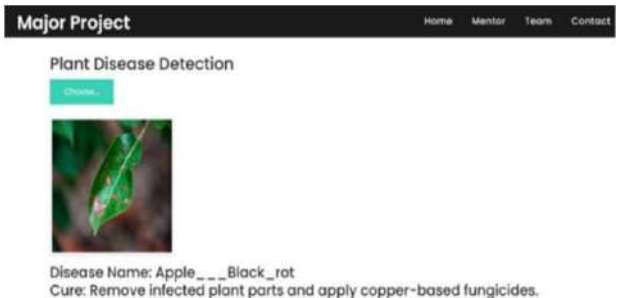 Major Project
Home Mentor Team Contact
Plant Disease Detection
Choose...
Disease Name: Apple___Black_rot
Cure: Remove infected plant parts and apply copper-based fungicides.